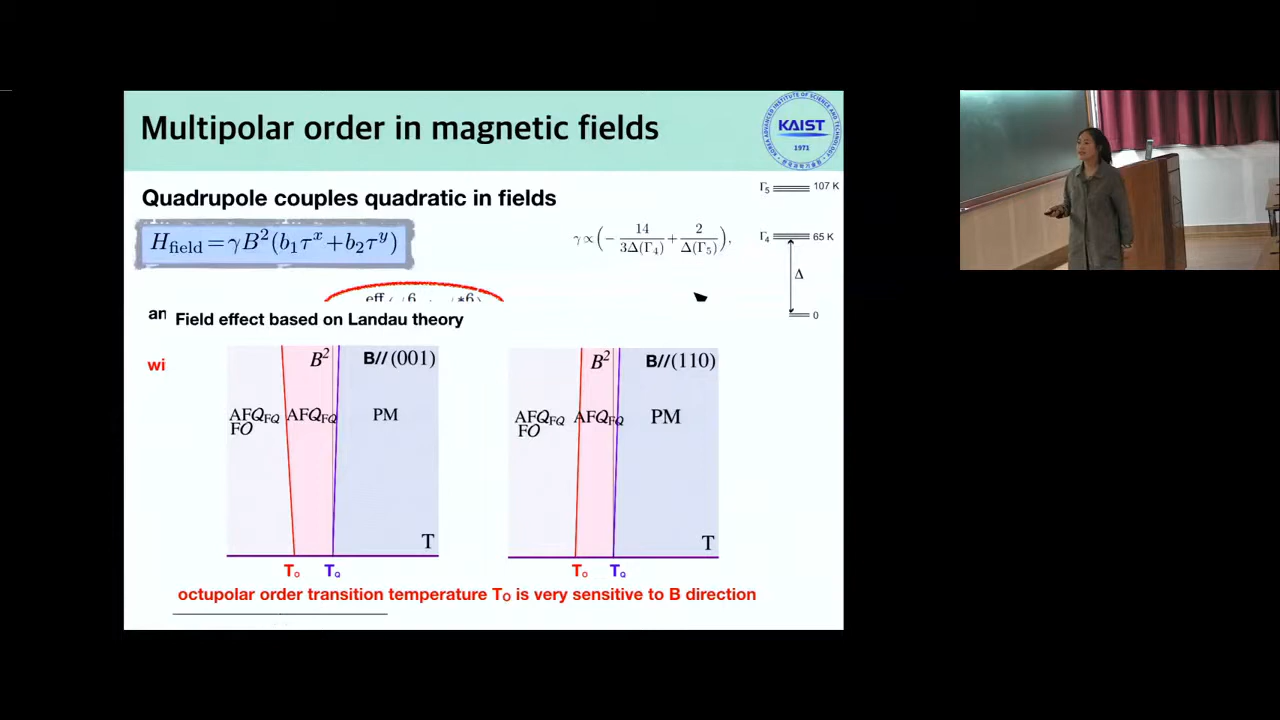 Multipolar order in magnetic fields
KAIST
1971
Quadrupole couples quadratic in fields
Γ₅ 107 K
H_field = γB²(b₁τˣ + b₂τʸ)
γ ∝ (− 14/3Δ(Γ₄) + 2/Δ(Γ₅)),
Γ₄ 65 K
Δ
0
an
Field effect based on Landau theory
wi
B² B//(001)
AFQ_FQ AFQ_FQ PM
FO
T
T_O T_Q
B² B//(110)
AFQ_FQ AFQ_FQ PM
FO
T
T_O T_Q
octupolar order transition temperature T_O is very sensitive to B direction